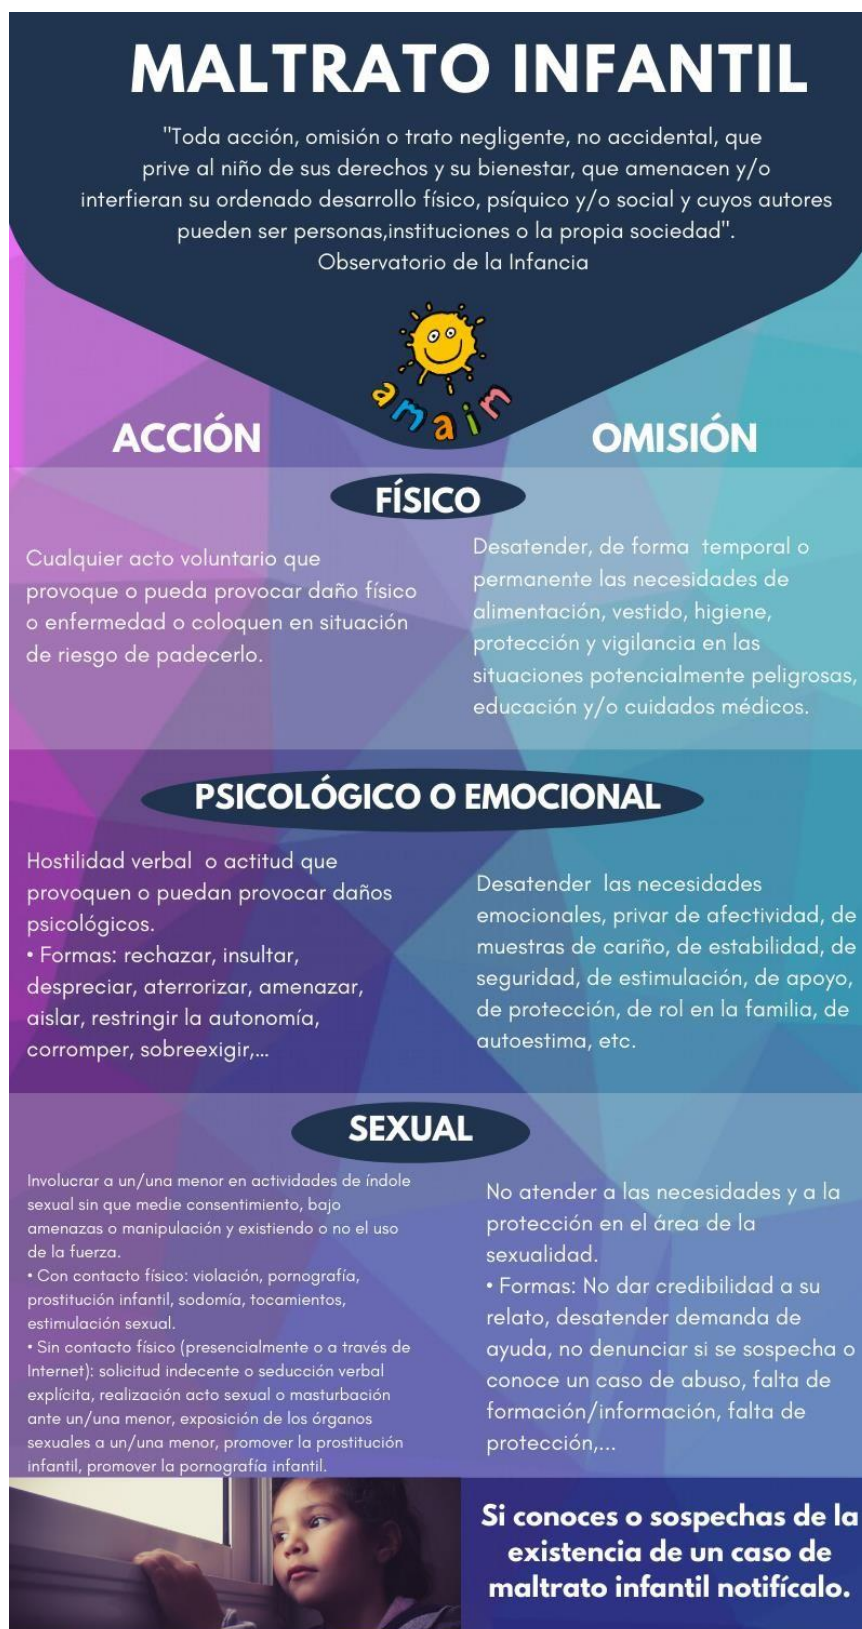 MALTRATO INFANTIL
"Toda acción, omisión o trato negligente, no accidental, que
prive al niño de sus derechos y su bienestar, que amenacen y/o
interfieran su ordenado desarrollo físico, psíquico y/o social y cuyos autores
pueden ser personas,instituciones o la propia sociedad".
Observatorio de la Infancia
amaim
ACCIÓN
OMISIÓN
FÍSICO
Cualquier acto voluntario que
provoque o pueda provocar daño físico
o enfermedad o coloquen en situación
de riesgo de padecerlo.
Desatender, de forma temporal o
permanente las necesidades de
alimentación, vestido, higiene,
protección y vigilancia en las
situaciones potencialmente peligrosas,
educación y/o cuidados médicos.
PSICOLÓGICO O EMOCIONAL
Hostilidad verbal o actitud que
provoquen o puedan provocar daños
psicológicos.
• Formas: rechazar, insultar,
despreciar, aterrorizar, amenazar,
aislar, restringir la autonomía,
corromper, sobreexigir,...
Desatender las necesidades
emocionales, privar de afectividad, de
muestras de cariño, de estabilidad, de
seguridad, de estimulación, de apoyo,
de protección, de rol en la familia, de
autoestima, etc.
SEXUAL
Involucrar a un/una menor en actividades de índole
sexual sin que medie consentimiento, bajo
amenazas o manipulación y existiendo o no el uso
de la fuerza.
• Con contacto físico: violación, pornografía,
prostitución infantil, sodomía, tocamientos,
estimulación sexual.
• Sin contacto físico (presencialmente o a través de
Internet): solicitud indecente o seducción verbal
explícita, realización acto sexual o masturbación
ante un/una menor, exposición de los órganos
sexuales a un/una menor, promover la prostitución
infantil, promover la pornografía infantil.
No atender a las necesidades y a la
protección en el área de la
sexualidad.
• Formas: No dar credibilidad a su
relato, desatender demanda de
ayuda, no denunciar si se sospecha o
conoce un caso de abuso, falta de
formación/información, falta de
protección,...
Si conoces o sospechas de la
existencia de un caso de
maltrato infantil notifícalo.